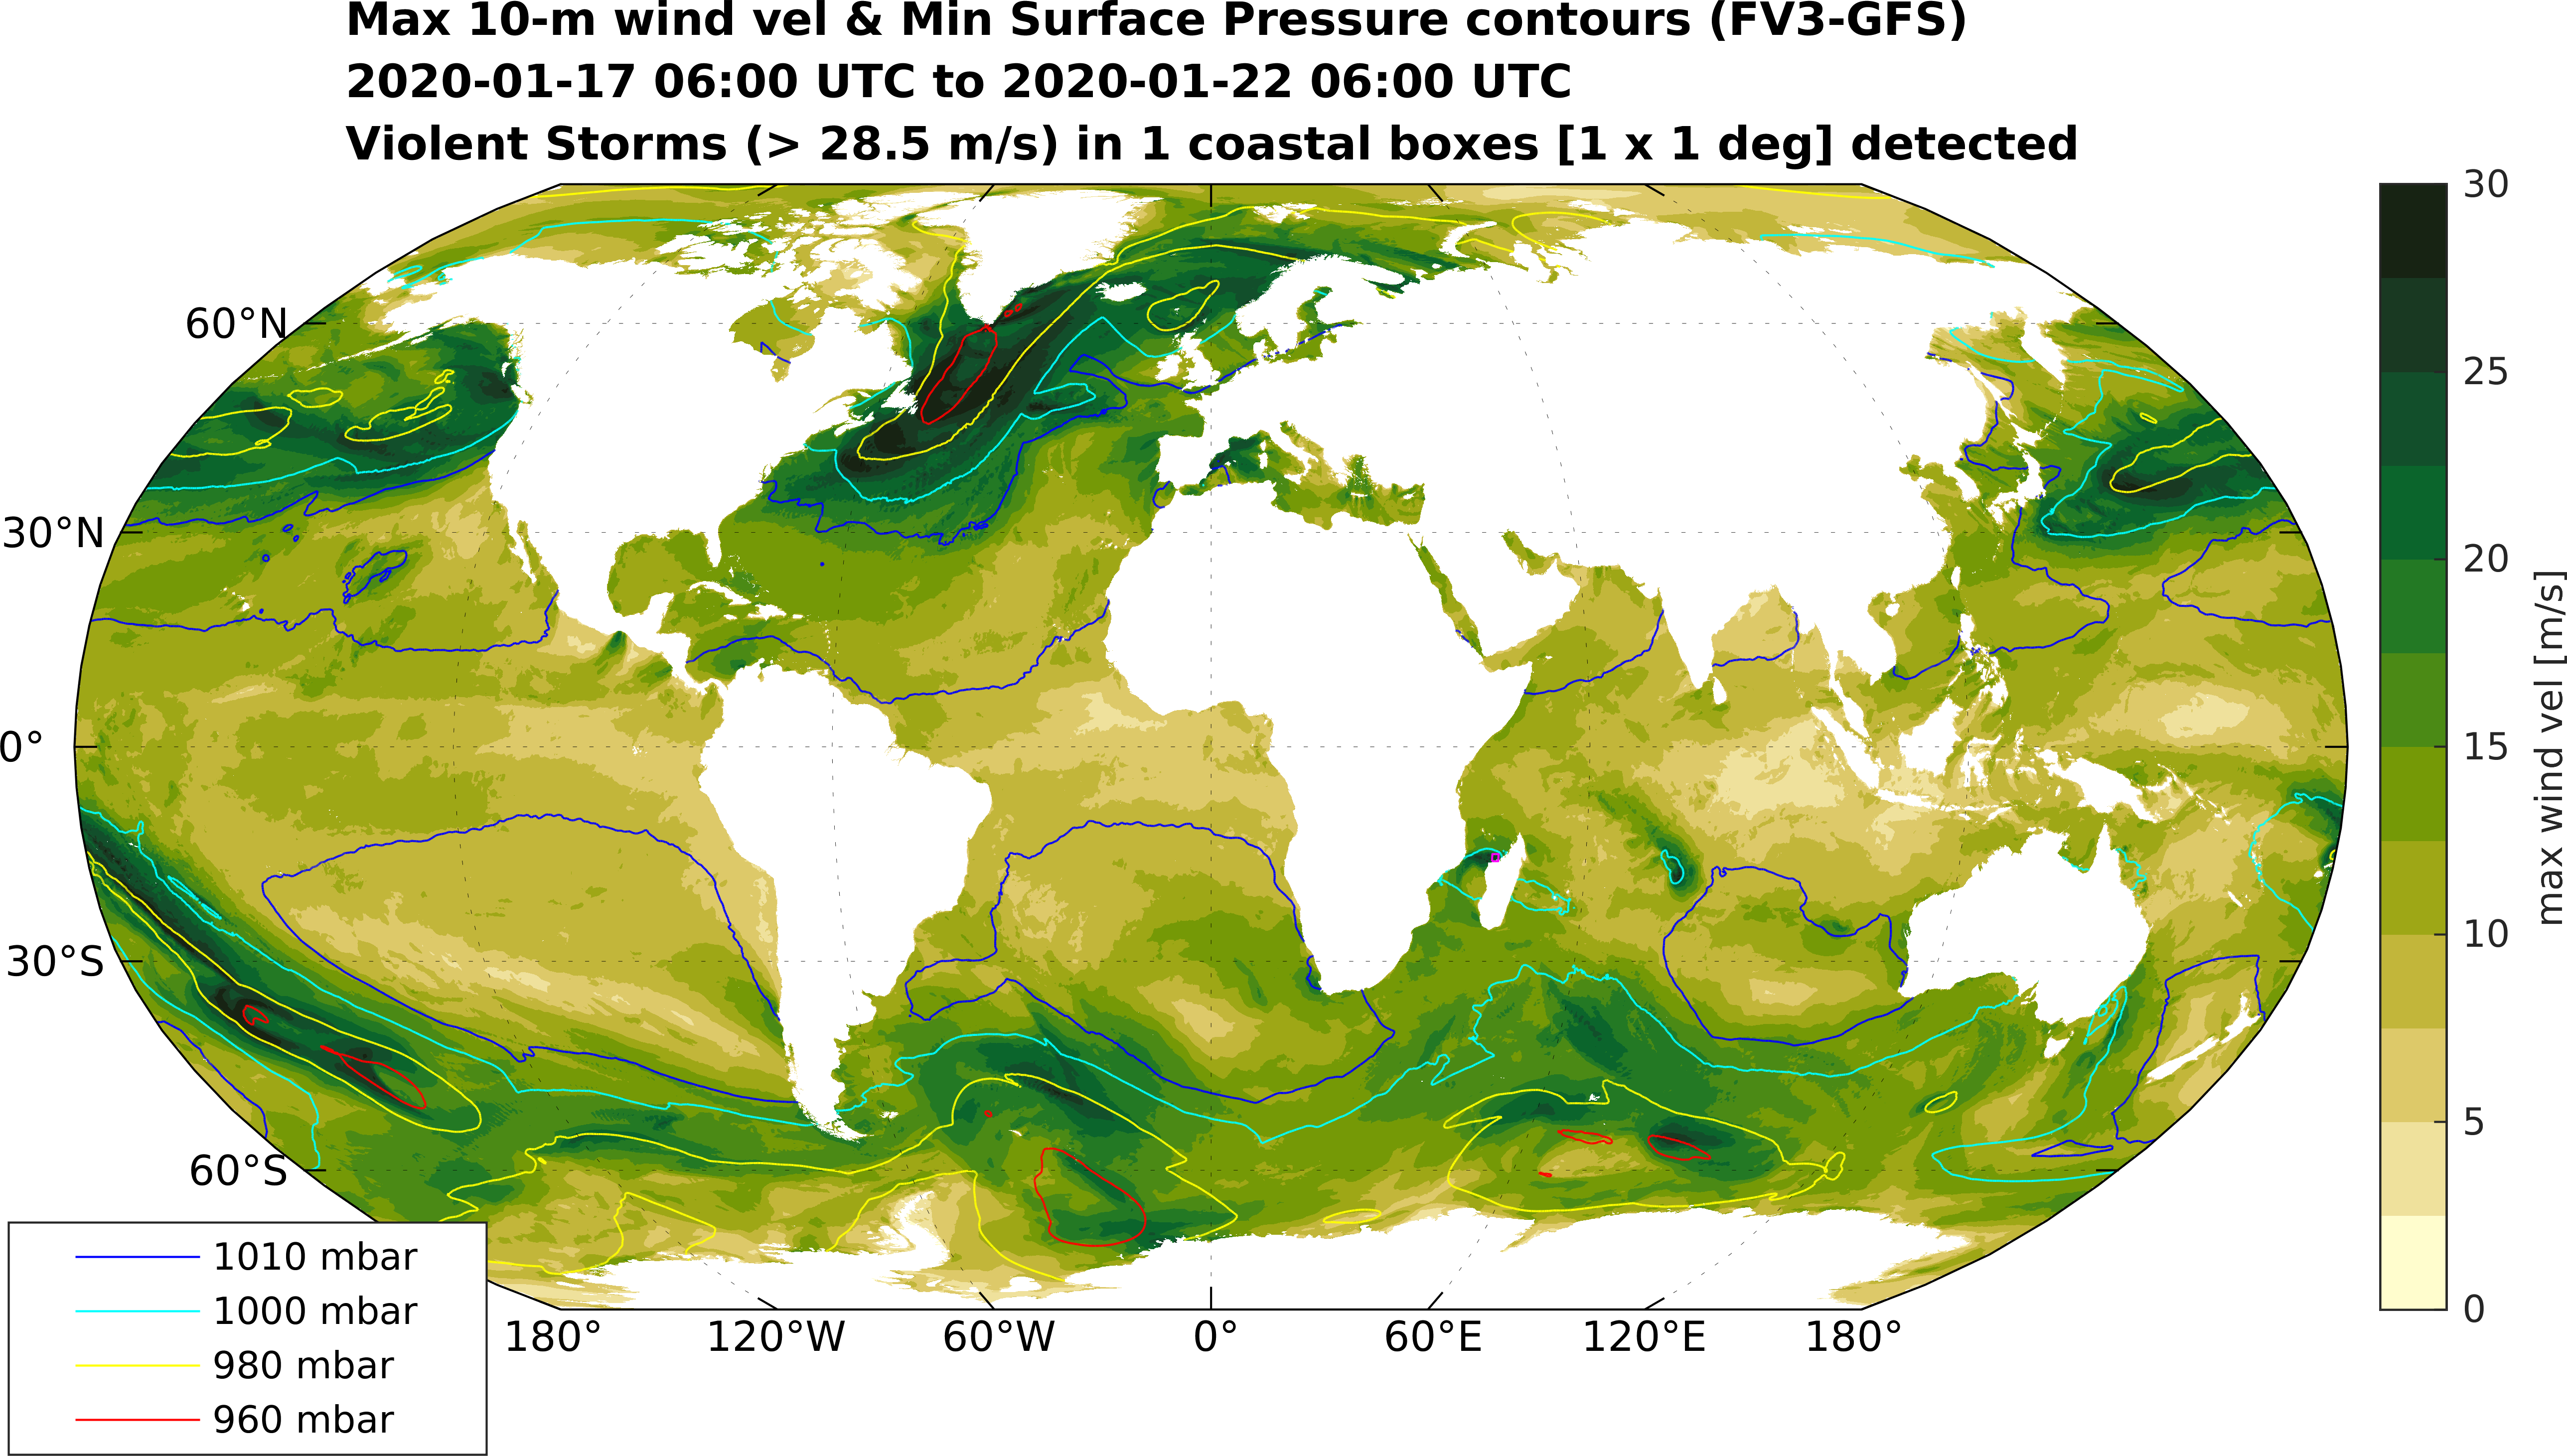 Max 10-m wind vel & Min Surface Pressure contours (FV3-GFS)
2020-01-17 06:00 UTC to 2020-01-22 06:00 UTC
Violent Storms (> 28.5 m/s) in 1 coastal boxes [1 x 1 deg] detected
60°N
30°N
0°
30°S
60°S
180°
120°W
60°W
0°
60°E
120°E
180°
30
25
20
15
10
5
0
max wind vel [m/s]
1010 mbar
1000 mbar
980 mbar
960 mbar